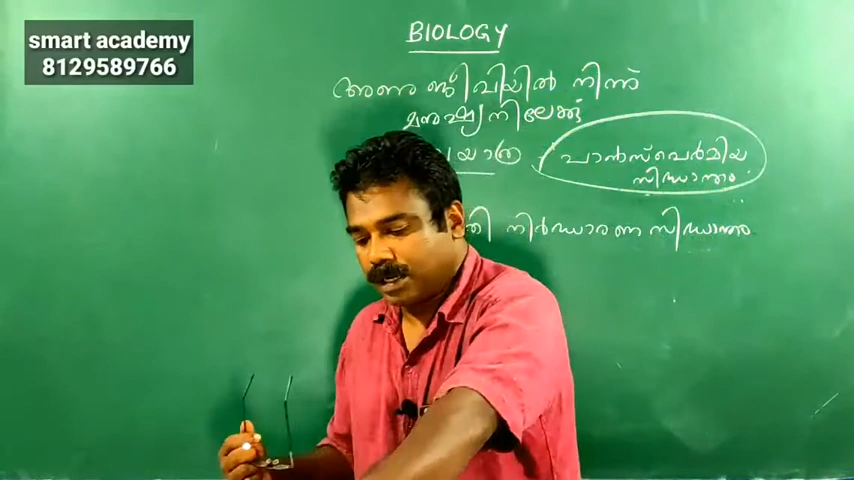 smart academy
8129589766
BIOLOGY
അണു ജീവിയിൽ നിന്ന്
മനുഷ്യനിലേക്ക്
യാത്ര
പാൻസ്പെർമിയ
സിദ്ധാന്തം
നിർദ്ധാരണ സിദ്ധാന്തം